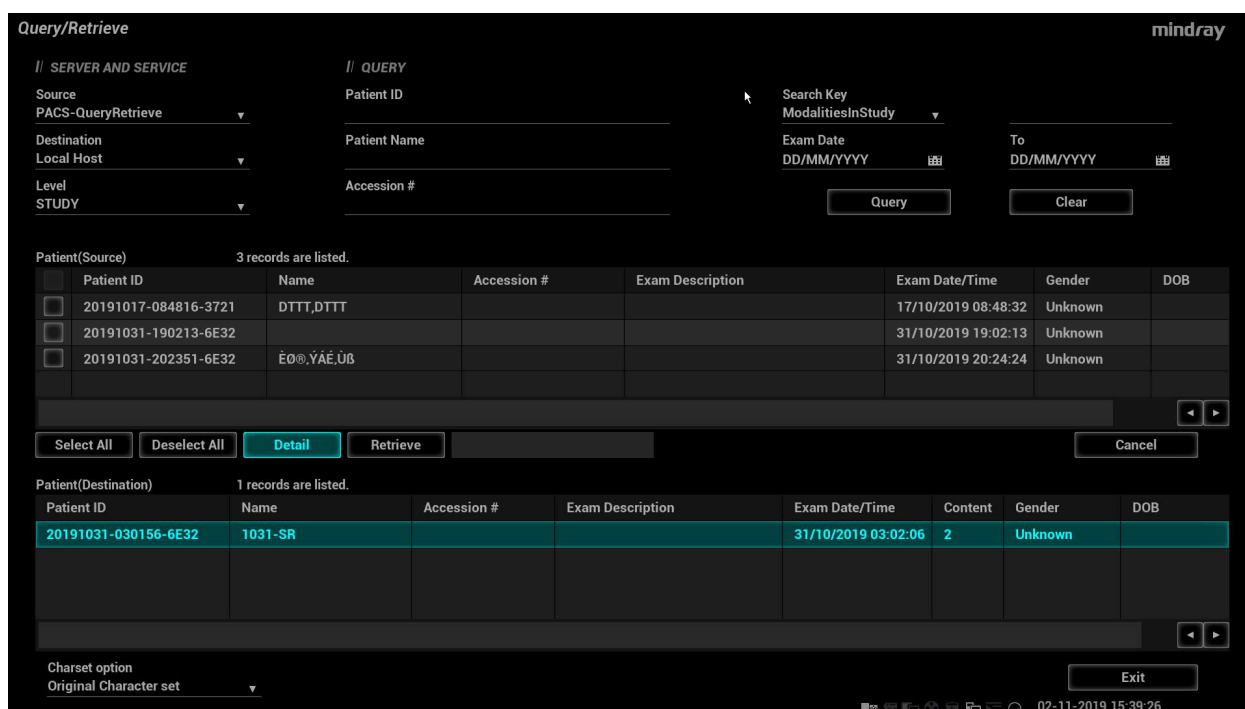 Query/Retrieve
mindray
SERVER AND SERVICE
QUERY
Source
PACS-QueryRetrieve
Patient ID
Search Key
ModalitiesInStudy
Destination
Local Host
Patient Name
Exam Date
DD/MM/YYYY
To
DD/MM/YYYY
Level
STUDY
Accession #
Query Clear
Patient(Source) 3 records are listed.
Patient ID Name Accession # Exam Description Exam Date/Time Gender DOB
20191017-084816-3721 DTTT,DTTT 17/10/2019 08:48:32 Unknown
20191031-190213-6E32 31/10/2019 19:02:13 Unknown
20191031-202351-6E32 ÈØ®,ÝÁÉ,Ùß 31/10/2019 20:24:24 Unknown
Select All Deselect All Detail Retrieve Cancel
Patient(Destination) 1 records are listed.
Patient ID Name Accession # Exam Description Exam Date/Time Content Gender DOB
20191031-030156-6E32 1031-SR 31/10/2019 03:02:06 2 Unknown
Charset option
Original Character set
Exit
02-11-2019 15:39:26